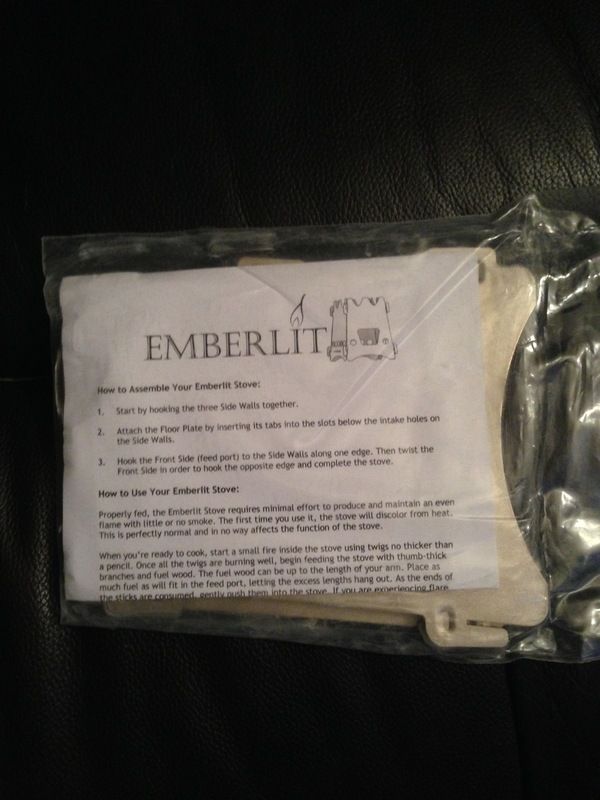 EMBERLIT
How to Assemble Your Emberlit Stove:
1. Start by hooking the three Side Walls together.
2. Attach the Floor Plate by inserting its tabs into the slots below the intake holes on
the Side Walls.
3. Hook the Front Side (feed port) to the Side Walls along one edge. Then twist the
Front Side in order to hook the opposite edge and complete the stove.
How to Use Your Emberlit Stove:
Properly fed, the Emberlit Stove requires minimal effort to produce and maintain an even
flame with little or no smoke. The first time you use it, the stove will discolor from heat.
This is perfectly normal and in no way affects the function of the stove.
When you're ready to cook, start a small fire inside the stove using twigs no thicker than
a pencil. Once all the twigs are burning well, begin feeding the stove with thumb-thick
branches and fuel wood. The fuel wood can be up to the length of your arm. Place as
much fuel as will fit in the feed port, letting the excess lengths hang out. As the ends of
the sticks are consumed, gently push them into the stove. If you are experiencing flare